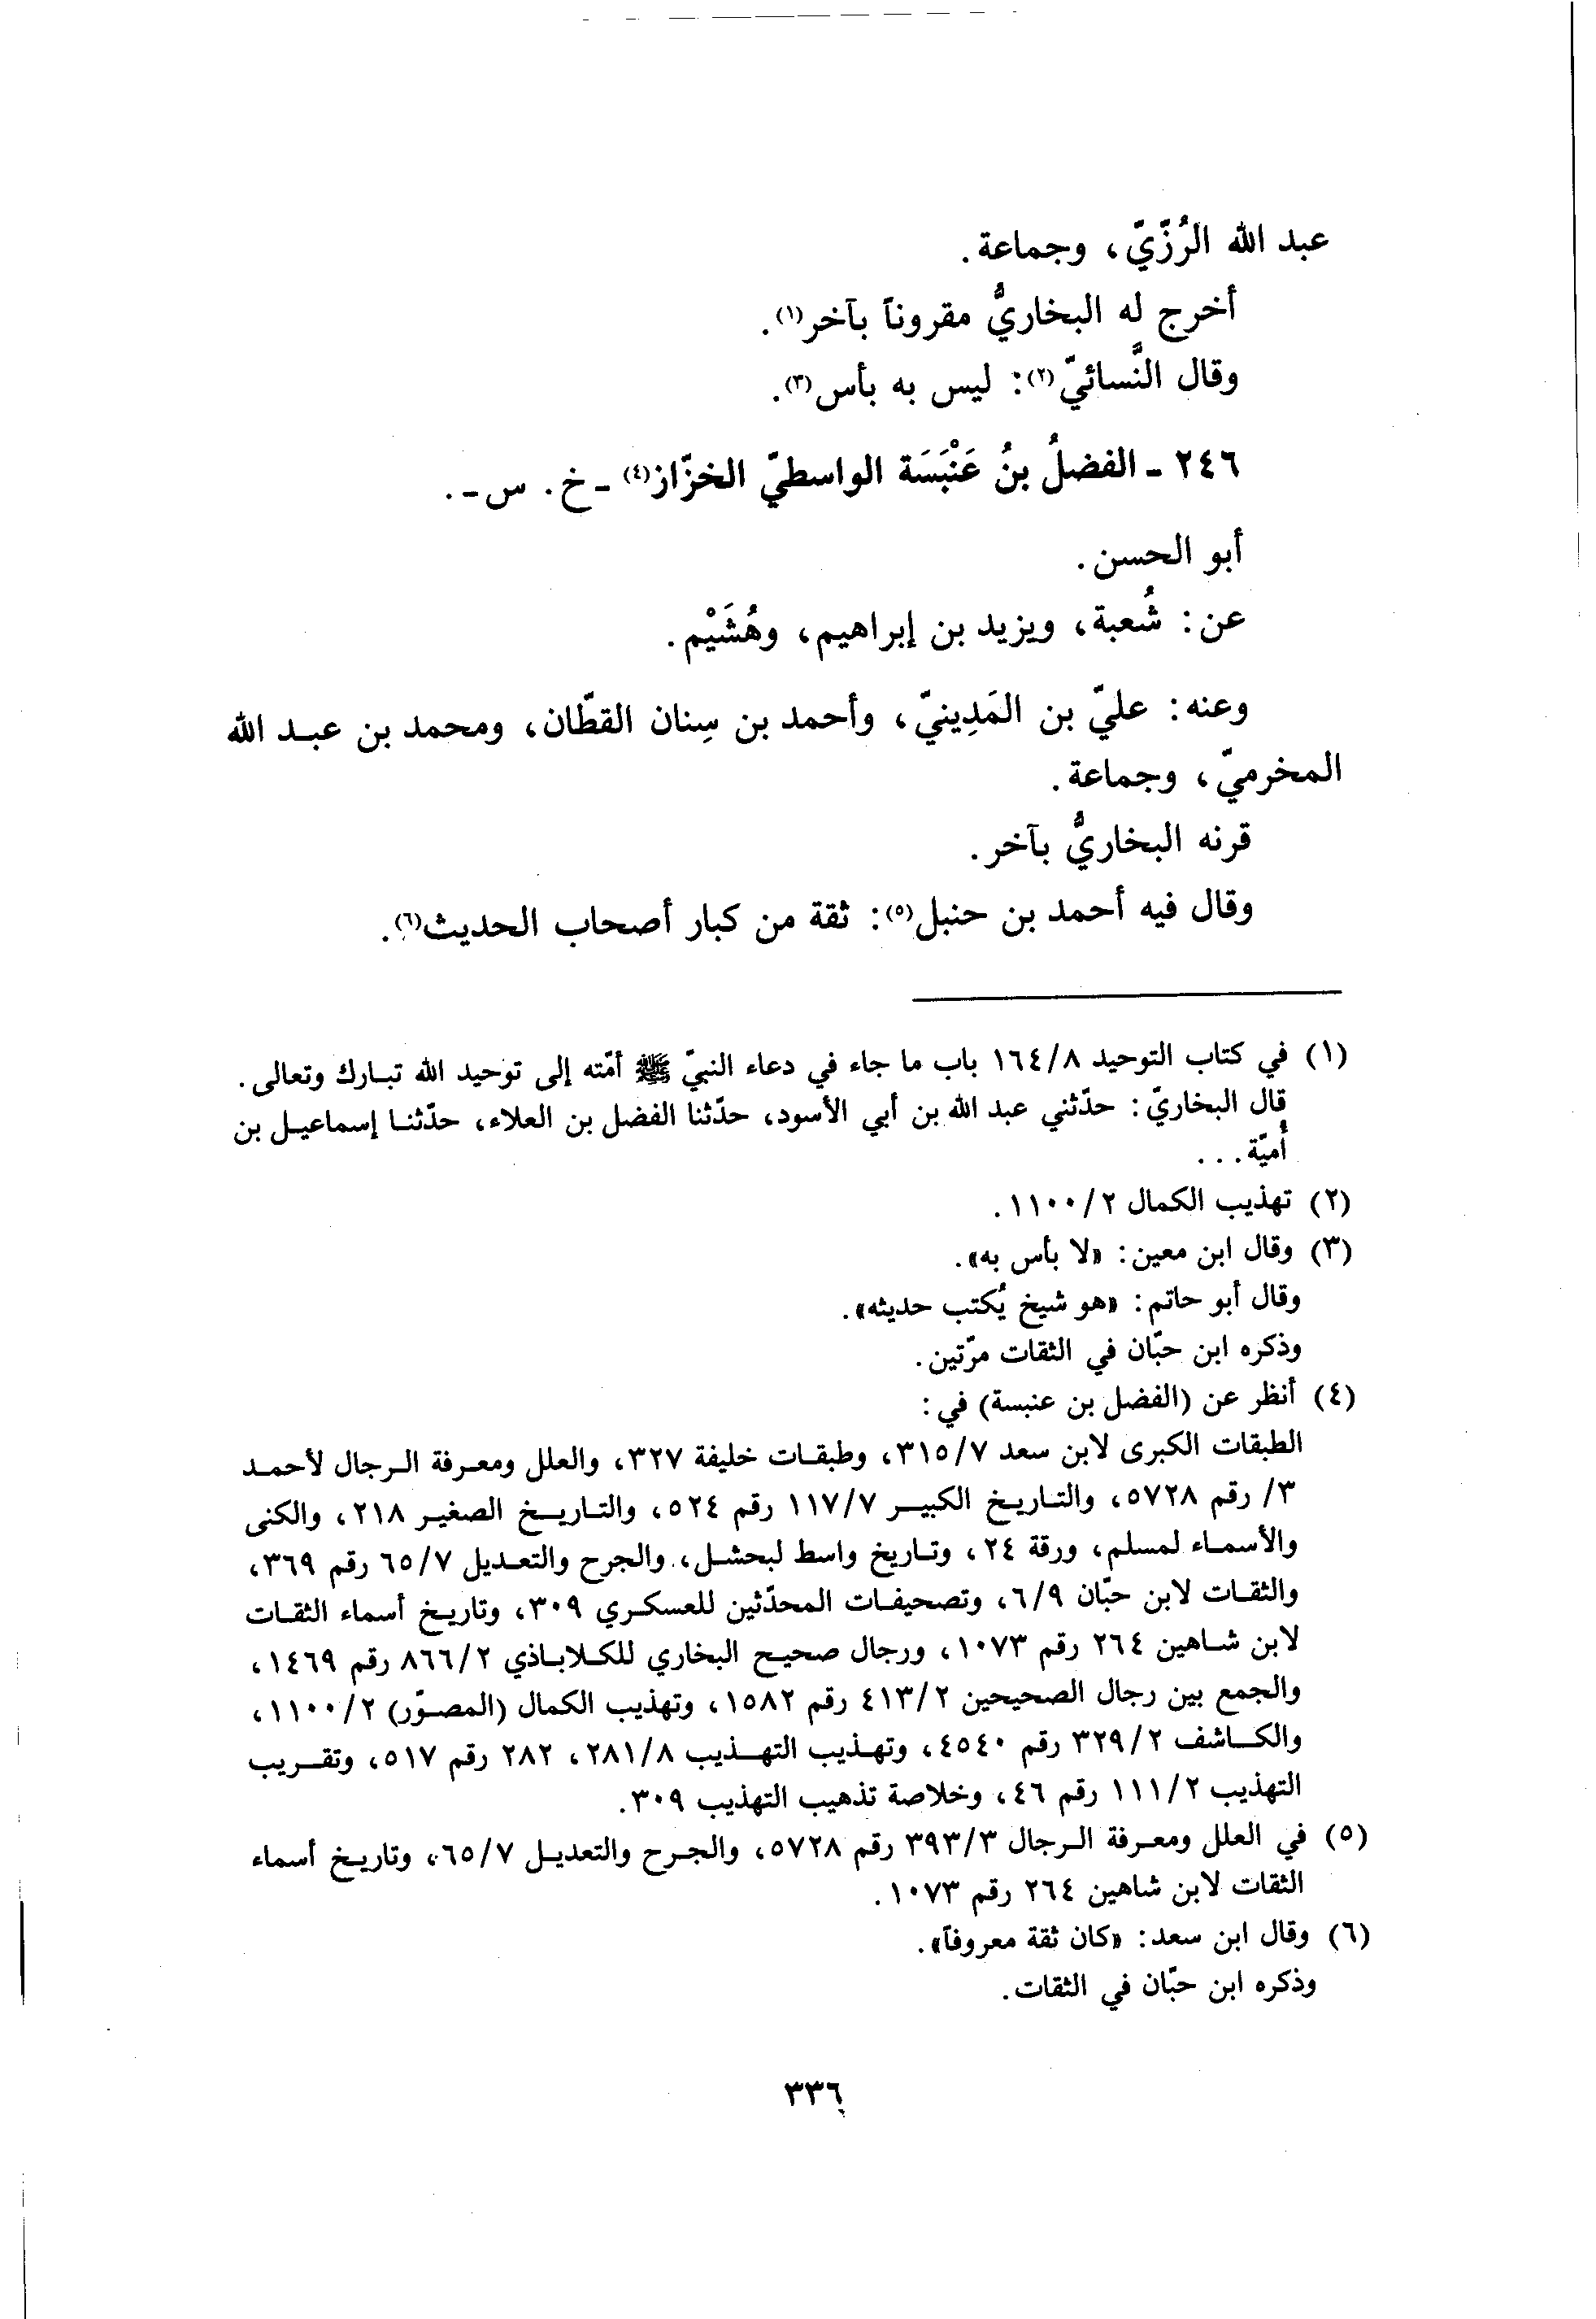 عبد الله الرُزّيّ، وجماعة.
أخرج له البخاريُّ مقروناً بآخر(١).
وقال النَّسائيّ(٢): ليس به بأس(٣).
٢٤٦ - الفضلُ بنُ عَنْبَسَة الواسطيّ الخزّاز(٤) - خ. س -.
أبو الحسن.
عن: شُعبة، ويزيد بن إبراهيم، وهُشَيْم.
وعنه: عليّ بن المَدِينيّ، وأحمد بن سِنان القطّان، ومحمد بن عبد الله
المخرميّ، وجماعة.
قرنه البخاريُّ بآخر.
وقال فيه أحمد بن حنبل(٥): ثقة من كبار أصحاب الحديث(٦).
(١) في كتاب التوحيد ١٦٤/٨ باب ما جاء في دعاء النبيّ ﷺ أمّته إلى توحيد الله تبارك وتعالى.
قال البخاريّ: حدّثني عبد الله بن أبي الأسود، حدّثنا الفضل بن العلاء، حدّثنا إسماعيل بن
أُميّة...
(٢) تهذيب الكمال ١١٠٠/٢.
(٣) وقال ابن معين: «لا بأس به».
وقال أبو حاتم: «هو شيخ يُكتب حديثه».
وذكره ابن حبّان في الثقات مرّتين.
(٤) أنظر عن (الفضل بن عنبسة) في:
الطبقات الكبرى لابن سعد ٣١٥/٧، وطبقات خليفة ٣٢٧، والعلل ومعرفة الرجال لأحمد
٣/ رقم ٥٧٢٨، والتاريخ الكبير ١١٧/٧ رقم ٥٢٤، والتاريخ الصغير ٢١٨، والكنى
والأسماء لمسلم، ورقة ٢٤، وتاريخ واسط لبحشل، والجرح والتعديل ٦٥/٧ رقم ٣٦٩،
والثقات لابن حبّان ٦/٩، وتصحيفات المحدّثين للعسكري ٣٠٩، وتاريخ أسماء الثقات
لابن شاهين ٢٦٤ رقم ١٠٧٣، ورجال صحيح البخاري للكلاباذي ٨٦٦/٢ رقم ١٤٦٩،
والجمع بين رجال الصحيحين ٤١٣/٢ رقم ١٥٨٢، وتهذيب الكمال (المصوّر) ١١٠٠/٢،
والكاشف ٣٢٩/٢ رقم ٤٥٤٠، وتهذيب التهذيب ٢٨١/٨، ٢٨٢ رقم ٥١٧، وتقريب
التهذيب ١١١/٢ رقم ٤٦، وخلاصة تذهيب التهذيب ٣٠٩.
(٥) في العلل ومعرفة الرجال ٣٩٣/٣ رقم ٥٧٢٨، والجرح والتعديل ٦٥/٧، وتاريخ أسماء
الثقات لابن شاهين ٢٦٤ رقم ١٠٧٣.
(٦) وقال ابن سعد: «كان ثقة معروفاً».
وذكره ابن حبّان في الثقات.
٣٣٦